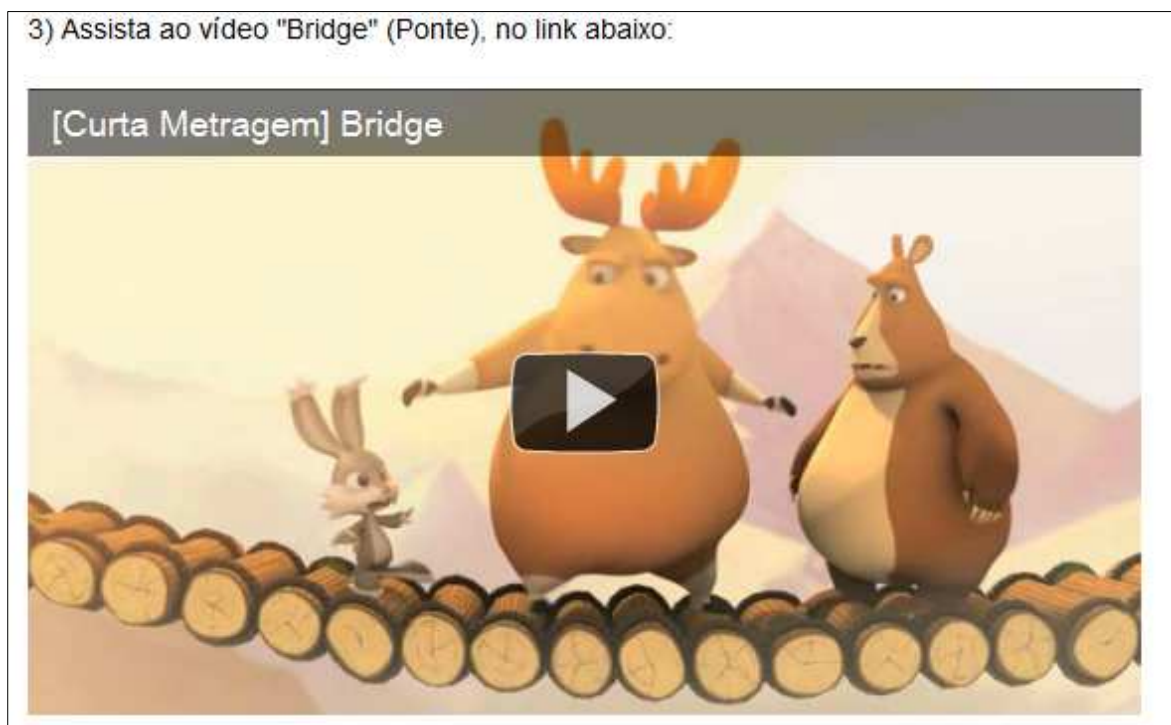 3) Assista ao vídeo "Bridge" (Ponte), no link abaixo:
[Curta Metragem] Bridge